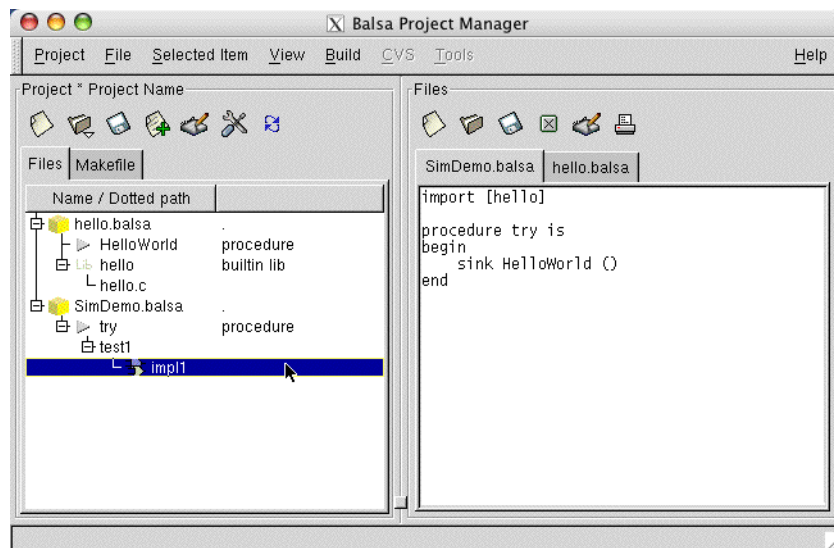 X Balsa Project Manager
Project File Selected Item View Build CVS Tools Help
Project * Project Name
Files Makefile
Name / Dotted path
hello.balsa .
HelloWorld procedure
Lib hello builtin lib
hello.c
SimDemo.balsa .
try procedure
test1
impl1
Files
SimDemo.balsa hello.balsa
import [hello]
procedure try is
begin
    sink HelloWorld ()
end